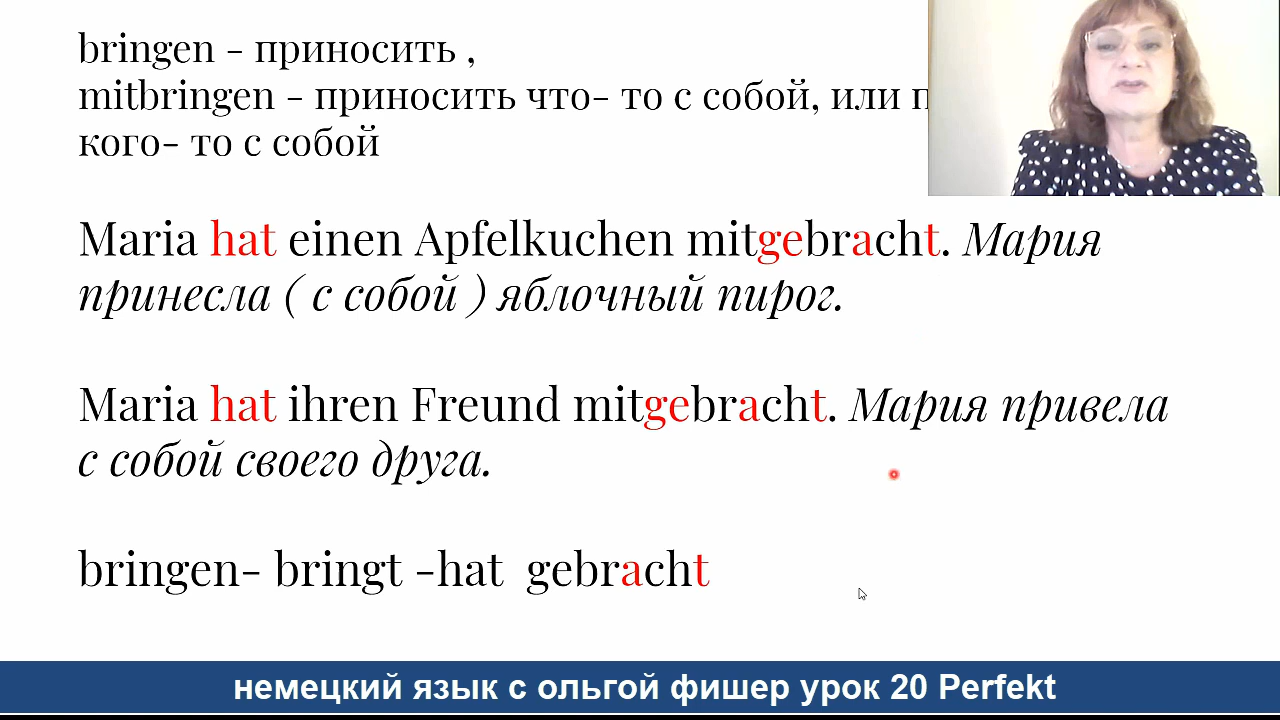 bringen - приносить ,
mitbringen - приносить что- то с собой, или
кого- то с собой
Maria hat einen Apfelkuchen mitgebracht. Мария
принесла ( с собой ) яблочный пирог.
Maria hat ihren Freund mitgebracht. Мария привела
с собой своего друга.
bringen- bringt -hat gebracht
немецкий язык с ольгой фишер урок 20 Perfekt